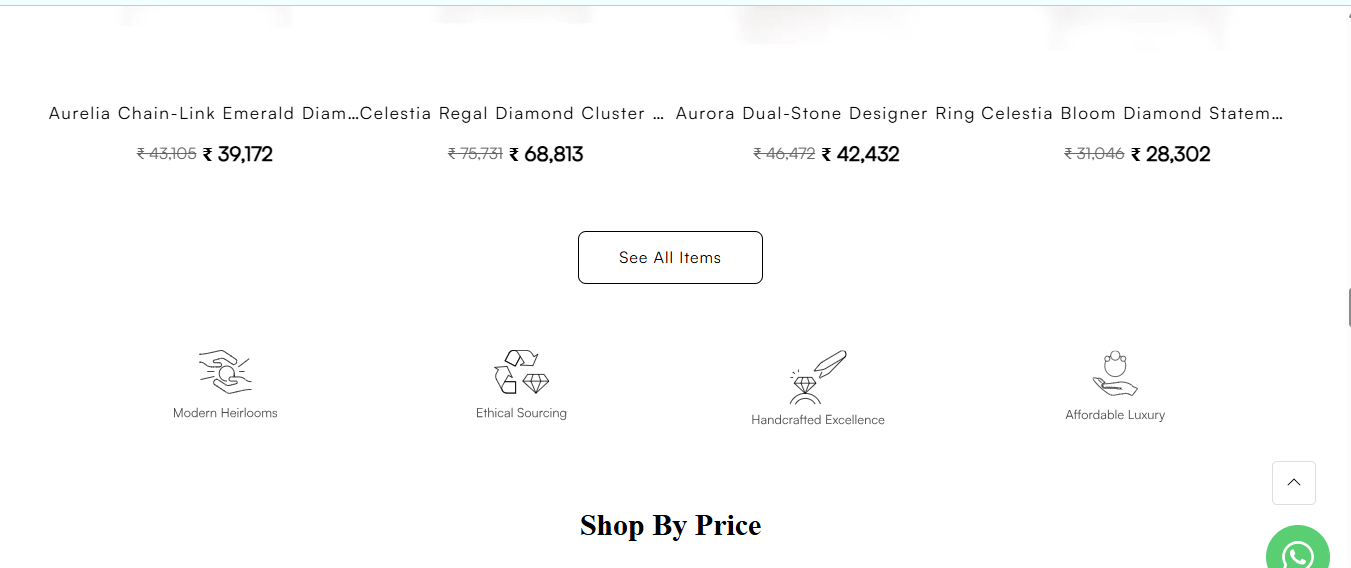 Aurelia Chain-Link Emerald Diam... Celestia Regal Diamond Cluster ... Aurora Dual-Stone Designer Ring Celestia Bloom Diamond Statem...
₹ 43,105 ₹ 39,172 ₹ 75,731 ₹ 68,813 ₹ 46,472 ₹ 42,432 ₹ 31,046 ₹ 28,302
See All Items
Modern Heirlooms Ethical Sourcing Handcrafted Excellence Affordable Luxury
Shop By Price